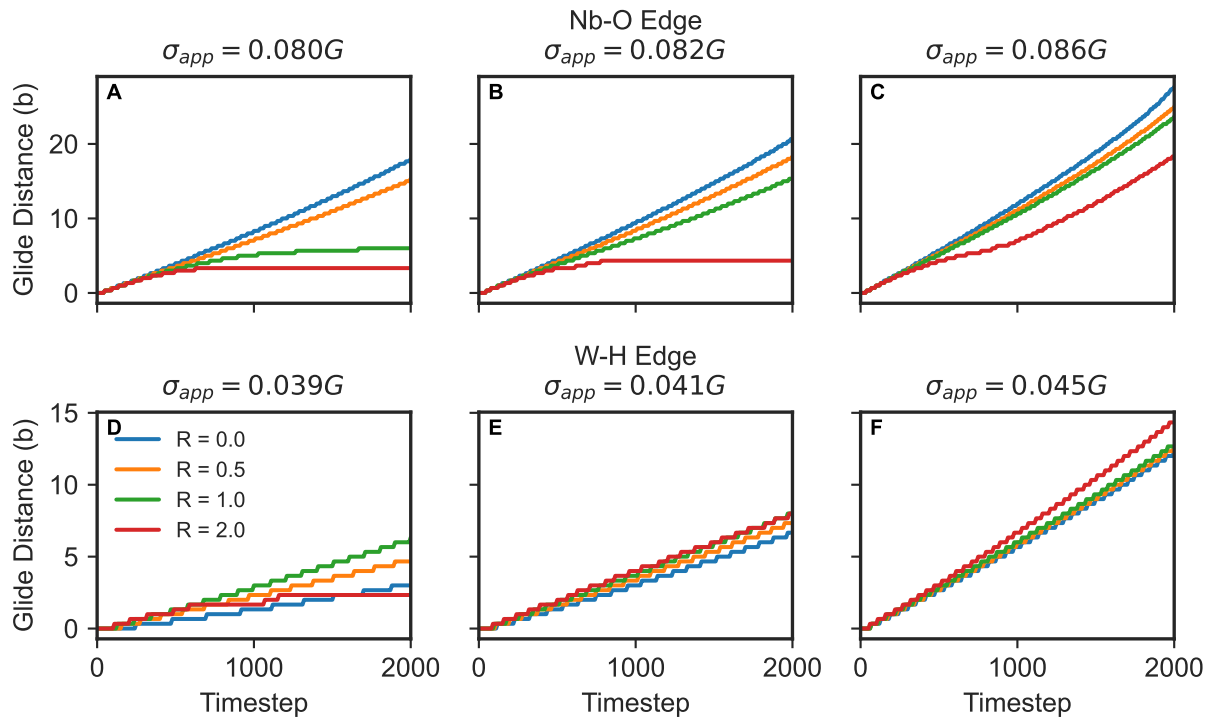 Nb-O Edge
σ_app = 0.080G
σ_app = 0.082G
σ_app = 0.086G
Glide Distance (b)
20
10
0
A
B
C
W-H Edge
σ_app = 0.039G
σ_app = 0.041G
σ_app = 0.045G
Glide Distance (b)
15
10
5
0
D
R = 0.0
R = 0.5
R = 1.0
R = 2.0
E
F
0 1000 2000
0 1000 2000
0 1000 2000
Timestep
Timestep
Timestep